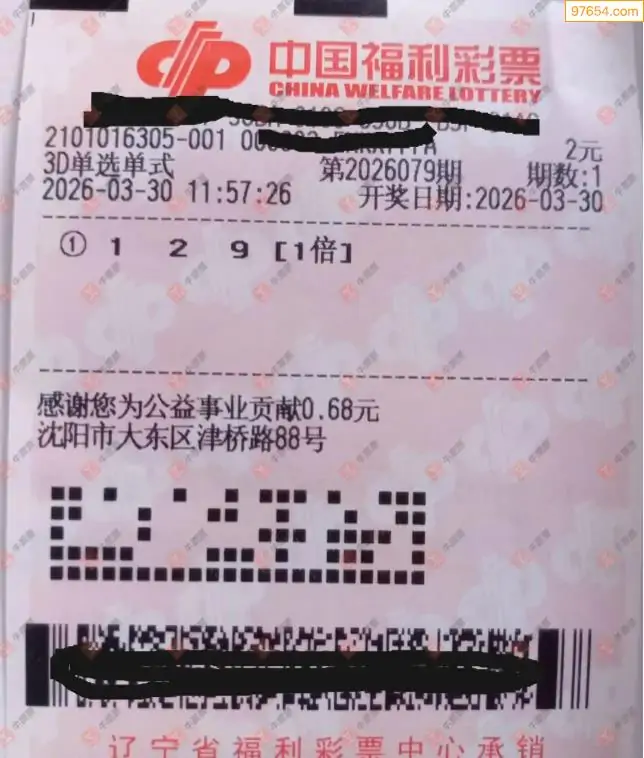 97654.com
中国福利彩票
CHINA WELFARE LOTTERY
2101016305-001
2元
3D单选单式 第2026079期 期数:1
2026-03-30 11:57:26 开奖日期:2026-03-30
① 1 2 9 [1倍]
感谢您为公益事业贡献0.68元
沈阳市大东区津桥路88号
辽宁省福利彩票中心承销